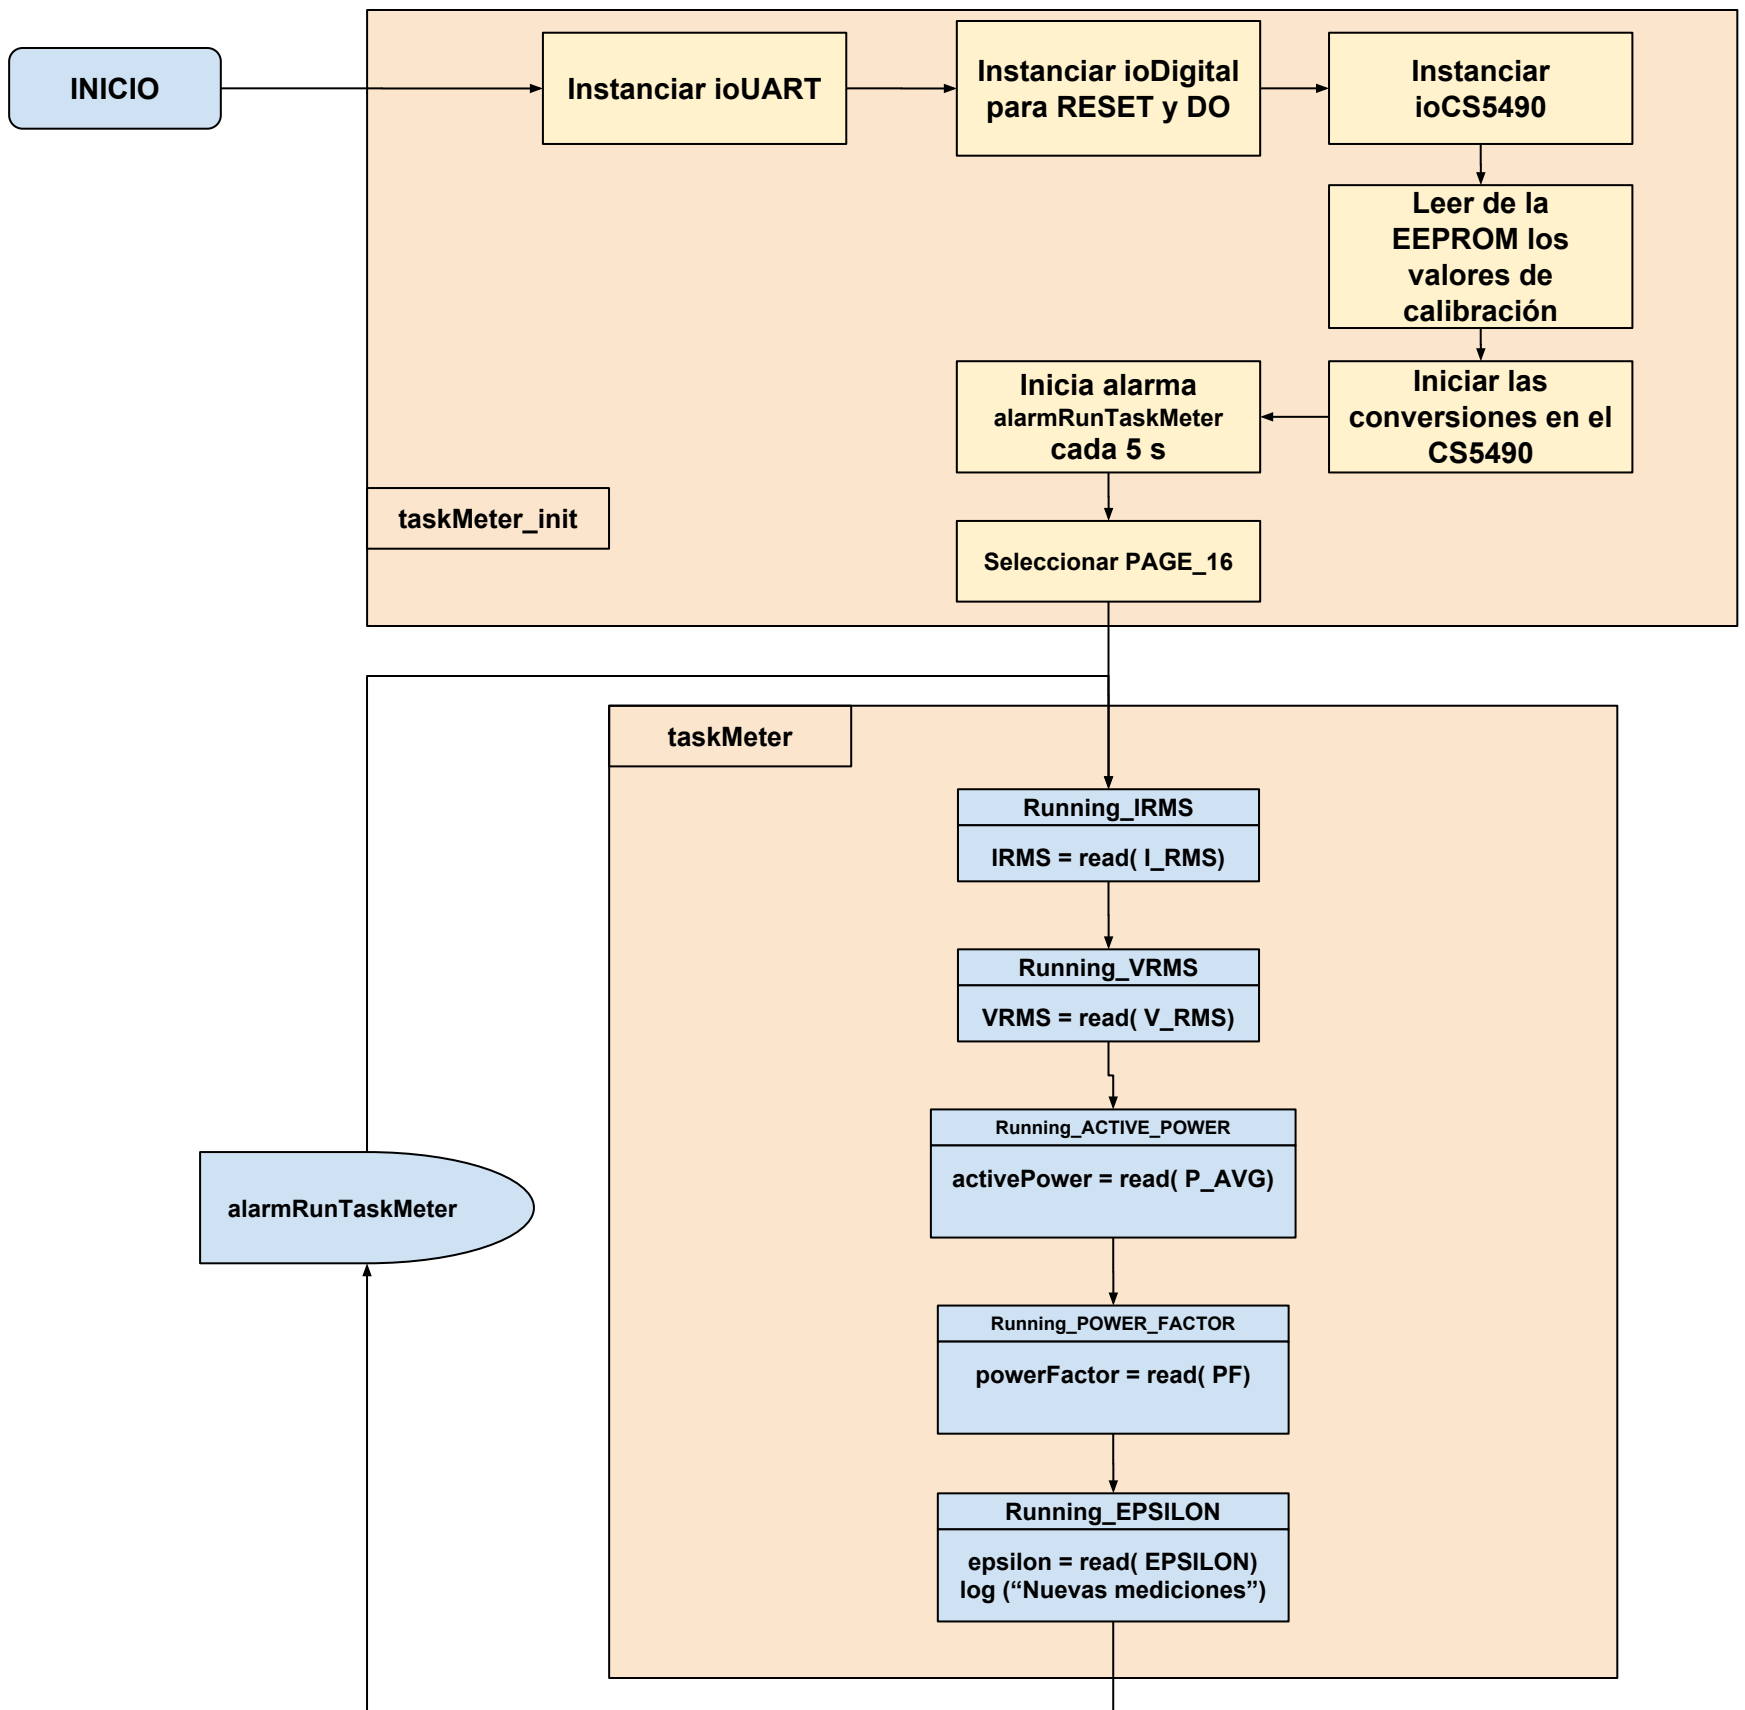 INICIO
Instanciar ioUART
Instanciar ioDigital
para RESET y DO
Instanciar
ioCS5490
Leer de la
EEPROM los
valores de
calibración
Iniciar las
conversiones en el
CS5490
Inicia alarma
alarmRunTaskMeter
cada 5 s
taskMeter_init
Seleccionar PAGE_16
taskMeter
Running_IRMS
IRMS = read( I_RMS)
Running_VRMS
VRMS = read( V_RMS)
Running_ACTIVE_POWER
activePower = read( P_AVG)
alarmRunTaskMeter
Running_POWER_FACTOR
powerFactor = read( PF)
Running_EPSILON
epsilon = read( EPSILON)
log (“Nuevas mediciones”)